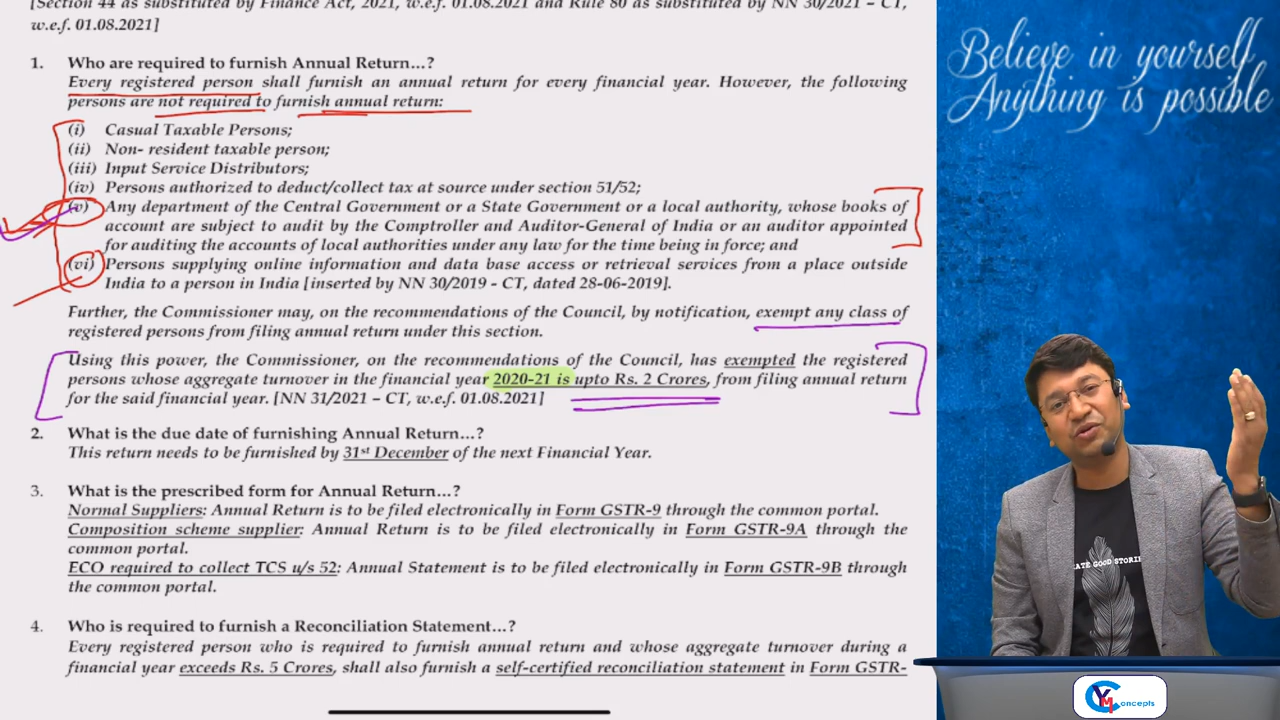 [Section 44 as substituted by Finance Act, 2021, w.e.f. 01.08.2021 and Rule 80 as substituted by NN 30/2021 – CT,
w.e.f. 01.08.2021]
1. Who are required to furnish Annual Return…?
Every registered person shall furnish an annual return for every financial year. However, the following
persons are not required to furnish annual return:
(i) Casual Taxable Persons;
(ii) Non- resident taxable person;
(iii) Input Service Distributors;
(iv) Persons authorized to deduct/collect tax at source under section 51/52;
(v) Any department of the Central Government or a State Government or a local authority, whose books of
account are subject to audit by the Comptroller and Auditor-General of India or an auditor appointed
for auditing the accounts of local authorities under any law for the time being in force; and
(vi) Persons supplying online information and data base access or retrieval services from a place outside
India to a person in India [inserted by NN 30/2019 - CT, dated 28-06-2019].
Further, the Commissioner may, on the recommendations of the Council, by notification, exempt any class of
registered persons from filing annual return under this section.
Using this power, the Commissioner, on the recommendations of the Council, has exempted the registered
persons whose aggregate turnover in the financial year 2020-21 is upto Rs. 2 Crores, from filing annual return
for the said financial year. [NN 31/2021 – CT, w.e.f. 01.08.2021]
2. What is the due date of furnishing Annual Return…?
This return needs to be furnished by 31st December of the next Financial Year.
3. What is the prescribed form for Annual Return…?
Normal Suppliers: Annual Return is to be filed electronically in Form GSTR-9 through the common portal.
Composition scheme supplier: Annual Return is to be filed electronically in Form GSTR-9A through the
common portal.
ECO required to collect TCS u/s 52: Annual Statement is to be filed electronically in Form GSTR-9B through
the common portal.
4. Who is required to furnish a Reconciliation Statement…?
Every registered person who is required to furnish annual return and whose aggregate turnover during a
financial year exceeds Rs. 5 Crores, shall also furnish a self-certified reconciliation statement in Form GSTR-
Believe in yourself
Anything is possible
ATE GOOD STORIE
YM Concepts